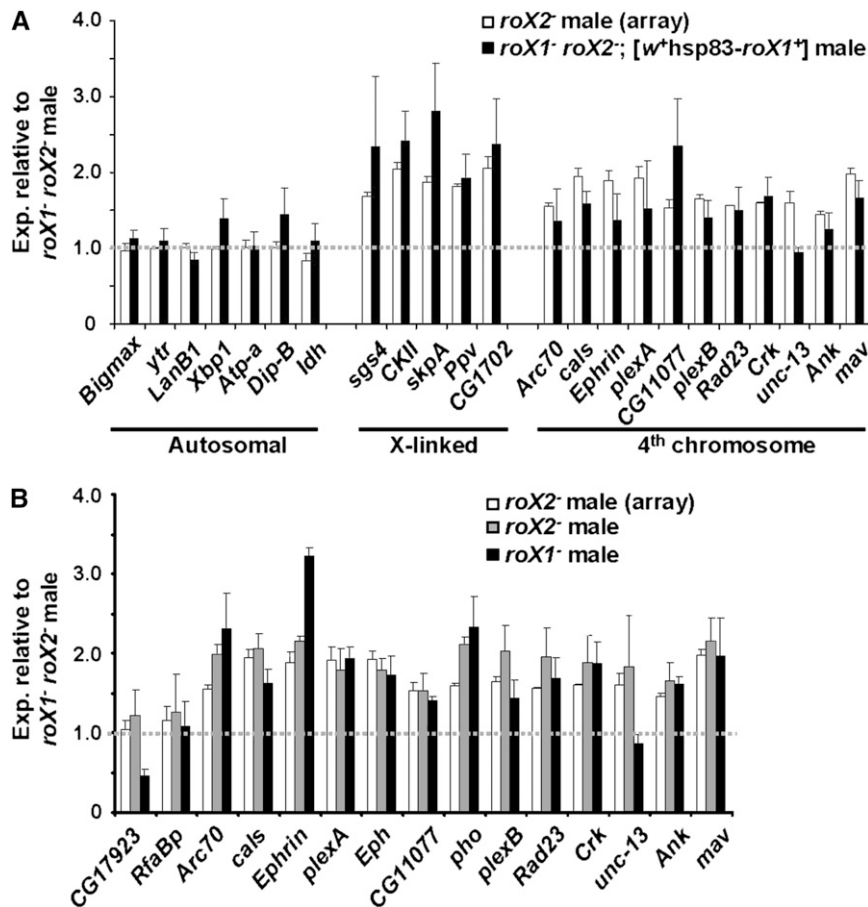 A
roX2⁻ male (array)
roX1⁻ roX2⁻; [w⁺hsp83-roX1⁺] male
Exp. relative to
roX1⁻ roX2⁻ male
4.0
3.0
2.0
1.0
0
Bigmax
ytr
LanB1
Xbp1
Atp-a
Dip-B
Idh
sgs4
CKII
skpA
Ppv
CG1702
Arc70
cals
Ephrin
plexA
CG11077
plexB
Rad23
Crk
unc-13
Ank
mav
Autosomal
X-linked
4ᵗʰ chromosome
B
roX2⁻ male (array)
roX2⁻ male
roX1⁻ male
Exp. relative to
roX1⁻ roX2⁻ male
4.0
3.0
2.0
1.0
0
CG17923
RfaBp
Arc70
cals
Ephrin
plexA
Eph
CG11077
pho
plexB
Rad23
Crk
unc-13
Ank
mav